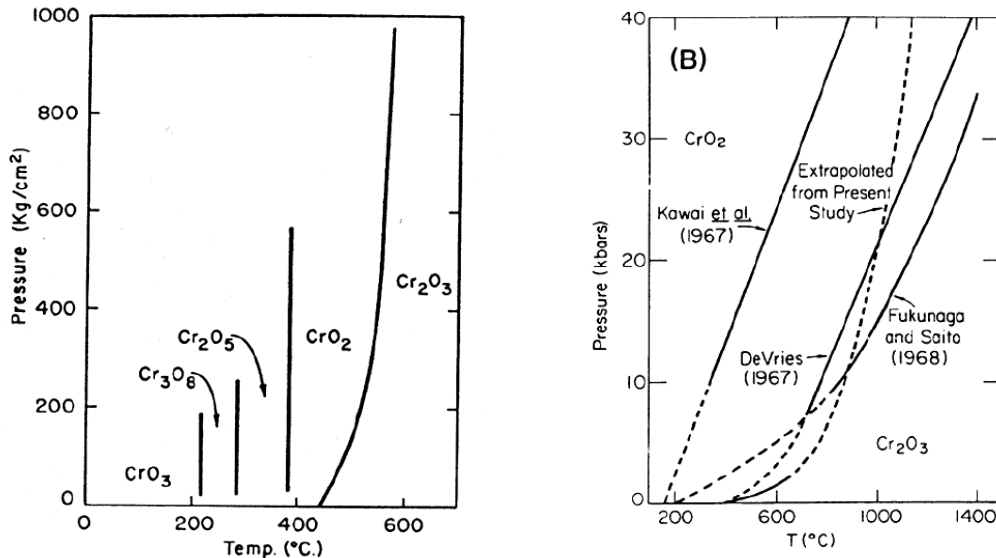 1000
800
600
400
200
0
Pressure (Kg/cm²)
CrO₃
Cr₃O₈
Cr₂O₅
CrO₂
Cr₂O₃
0
200
400
600
Temp. (°C.)
(B)
40
30
20
10
0
Pressure (kbars)
CrO₂
Kawai et al.
(1967)
Extrapolated
from Present
Study
DeVries
(1967)
Fukunaga
and Saito
(1968)
Cr₂O₃
200
600
1000
1400
T (°C)